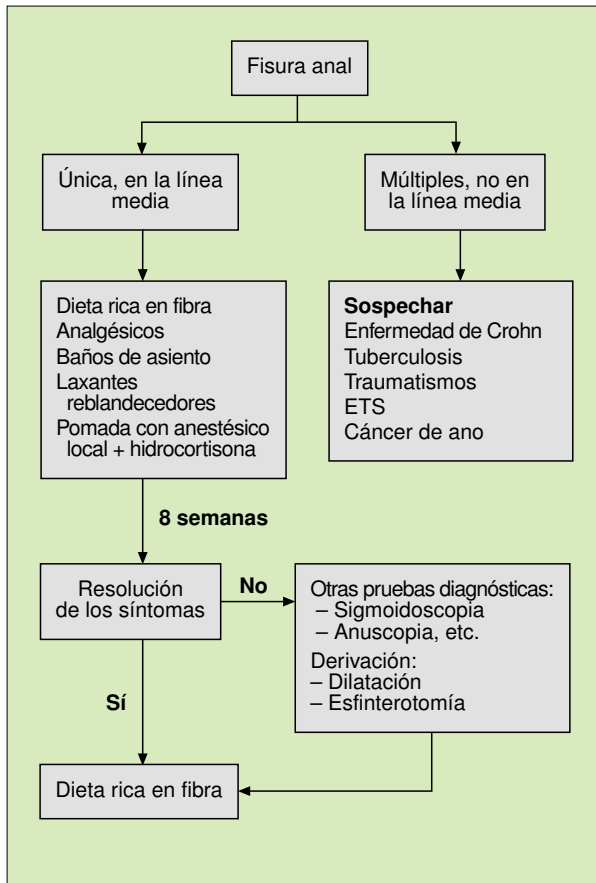 Fisura anal
Única, en la línea
media
Múltiples, no en
la línea media
Dieta rica en fibra
Analgésicos
Baños de asiento
Laxantes
reblandecedores
Pomada con anestésico
local + hidrocortisona
Sospechar
Enfermedad de Crohn
Tuberculosis
Traumatismos
ETS
Cáncer de ano
8 semanas
Resolución
de los síntomas
No
Otras pruebas diagnósticas:
– Sigmoidoscopia
– Anuscopia, etc.
Derivación:
– Dilatación
– Esfinterotomía
Sí
Dieta rica en fibra